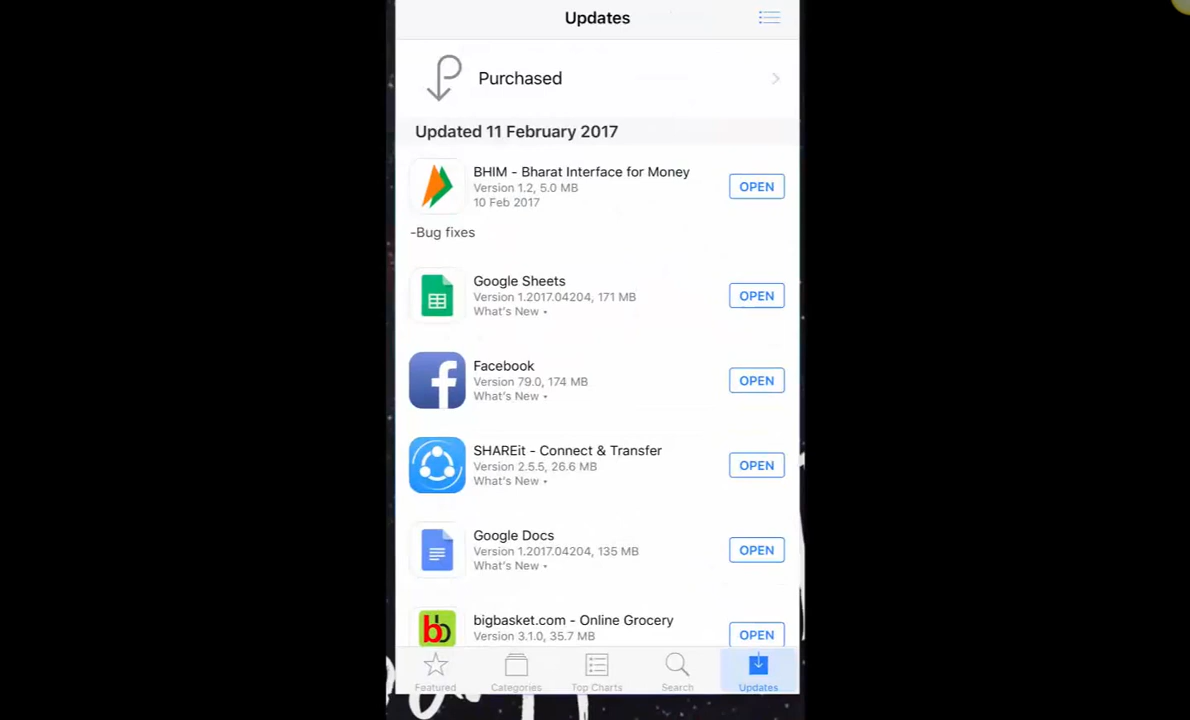 Updates
Purchased
Updated 11 February 2017
BHIM - Bharat Interface for Money
Version 1.2, 5.0 MB
10 Feb 2017
OPEN
-Bug fixes
Google Sheets
Version 1.2017.04204, 171 MB
What's New
OPEN
Facebook
Version 79.0, 174 MB
What's New
OPEN
SHAREit - Connect & Transfer
Version 2.5.5, 26.6 MB
What's New
OPEN
Google Docs
Version 1.2017.04204, 135 MB
What's New
OPEN
bb
bigbasket.com - Online Grocery
Version 3.1.0, 35.7 MB
OPEN
Featured Categories Top Charts Search Updates